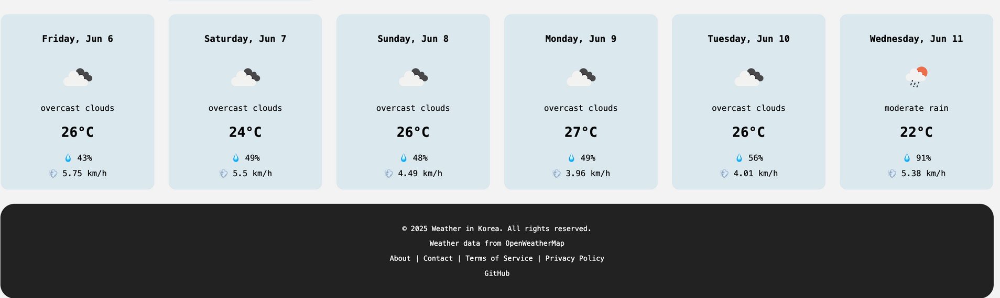 Friday, Jun 6
overcast clouds
26°C
💧 43%
💨 5.75 km/h
Saturday, Jun 7
overcast clouds
24°C
💧 49%
💨 5.5 km/h
Sunday, Jun 8
overcast clouds
26°C
💧 48%
💨 4.49 km/h
Monday, Jun 9
overcast clouds
27°C
💧 49%
💨 3.96 km/h
Tuesday, Jun 10
overcast clouds
26°C
💧 56%
💨 4.01 km/h
Wednesday, Jun 11
moderate rain
22°C
💧 91%
💨 5.38 km/h
© 2025 Weather in Korea. All rights reserved.
Weather data from OpenWeatherMap
About | Contact | Terms of Service | Privacy Policy
GitHub